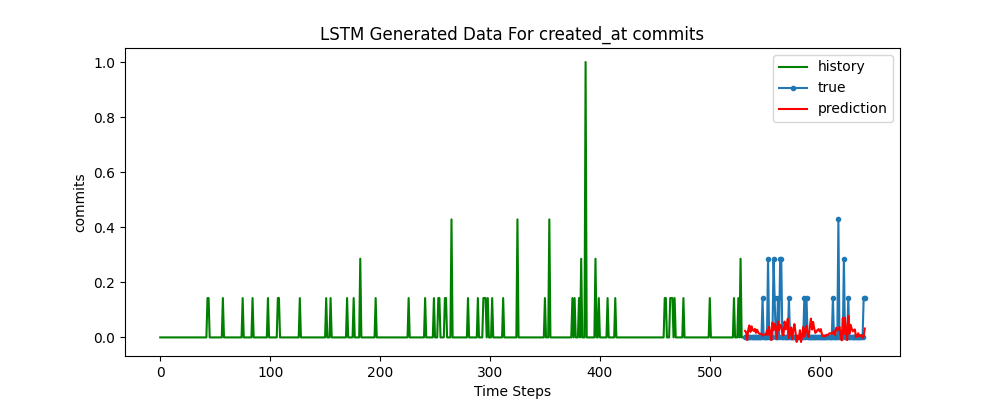 LSTM Generated Data For created_at commits
history
true
prediction
1.0
0.8
0.6
0.4
0.2
0.0
commits
0 100 200 300 400 500 600
Time Steps